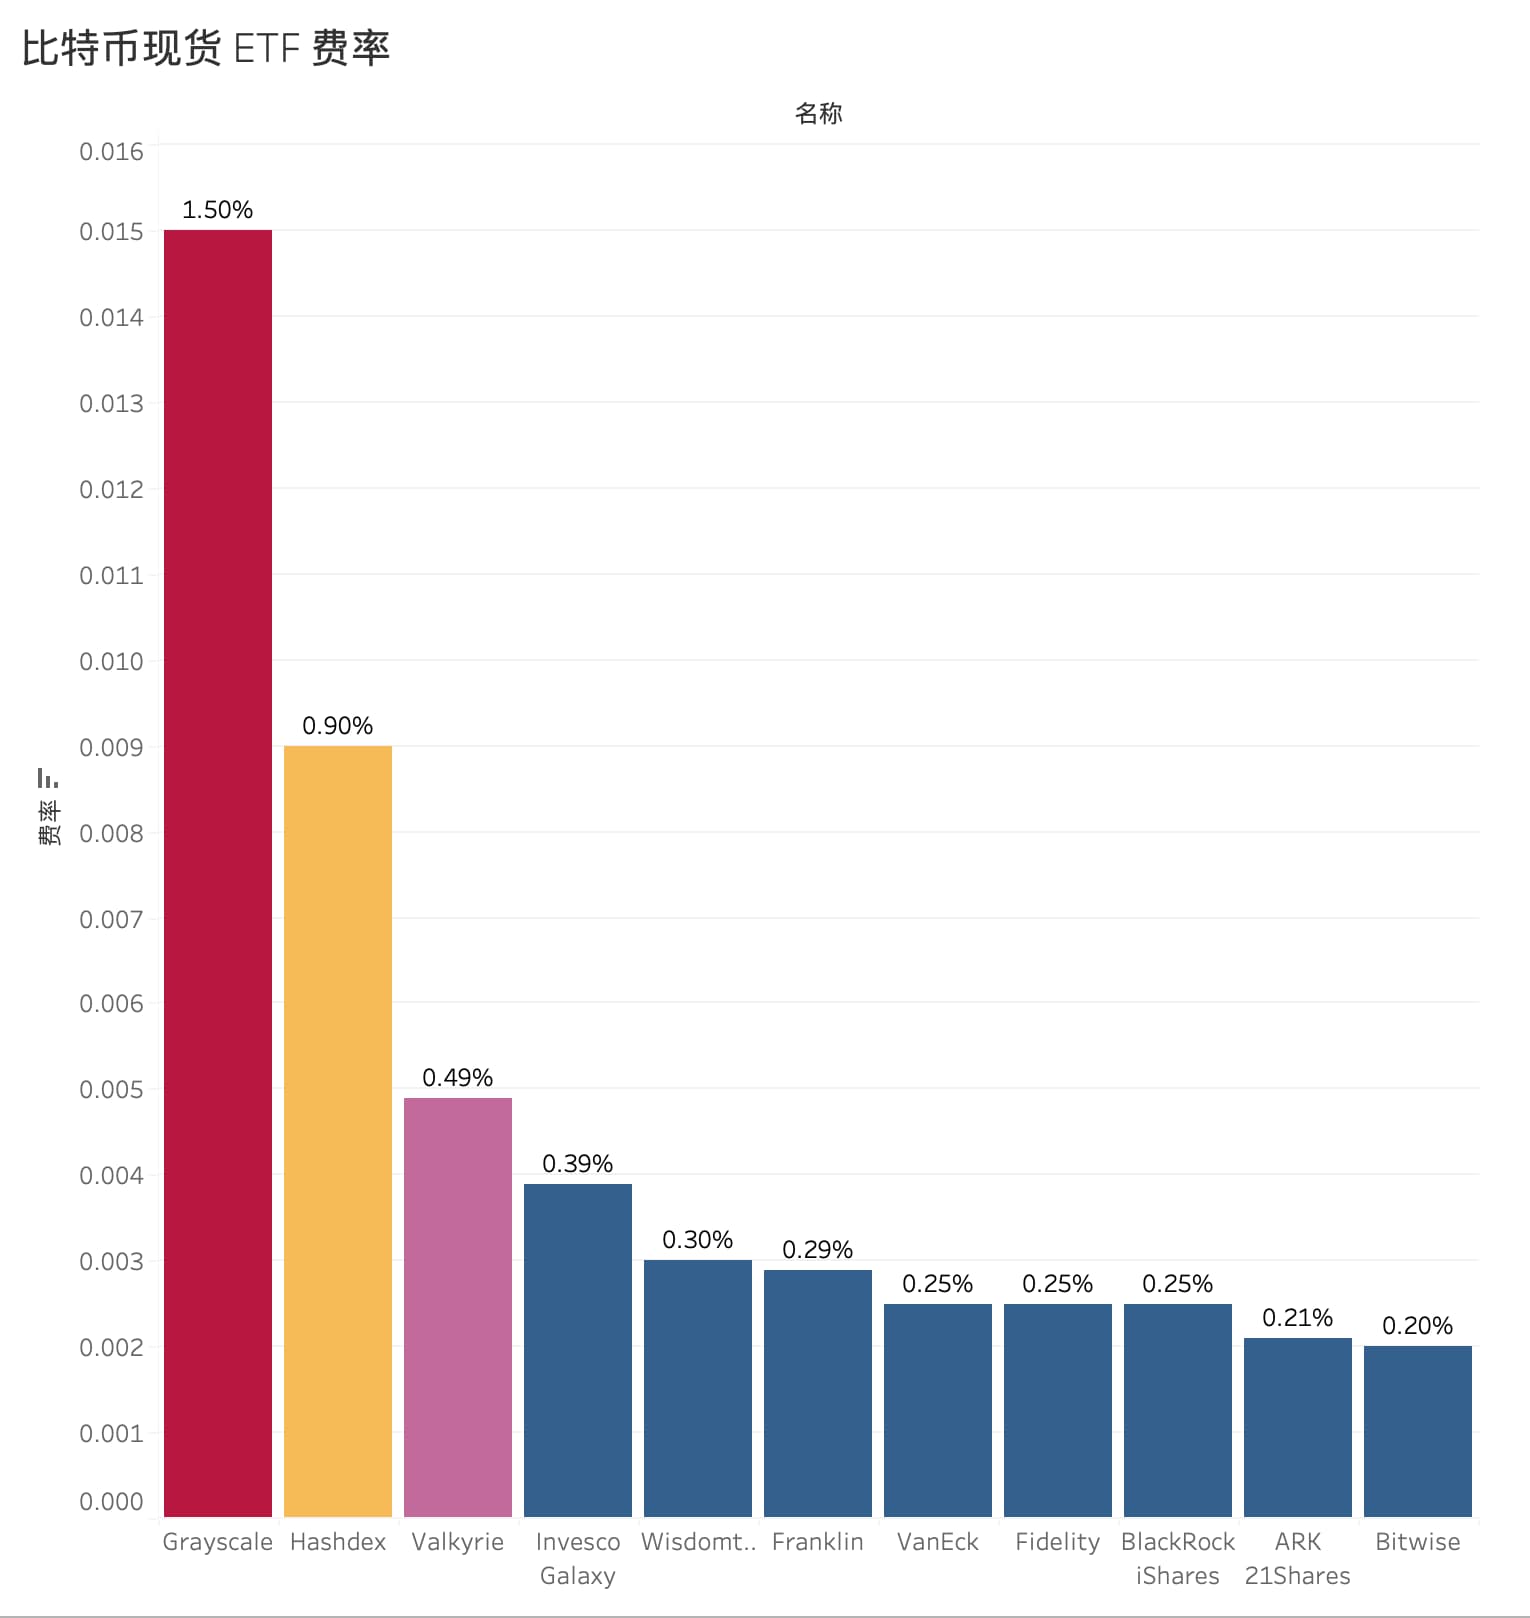 比特币现货 ETF 费率
名称
0.016
0.015
0.014
0.013
0.012
0.011
0.010
0.009
0.008
0.007
0.006
0.005
0.004
0.003
0.002
0.001
0.000
费率
1.50%
0.90%
0.49%
0.39%
0.30%
0.29%
0.25%
0.25%
0.25%
0.21%
0.20%
Grayscale
Hashdex
Valkyrie
Invesco
Galaxy
Wisdomt..
Franklin
VanEck
Fidelity
BlackRock
iShares
ARK
21Shares
Bitwise